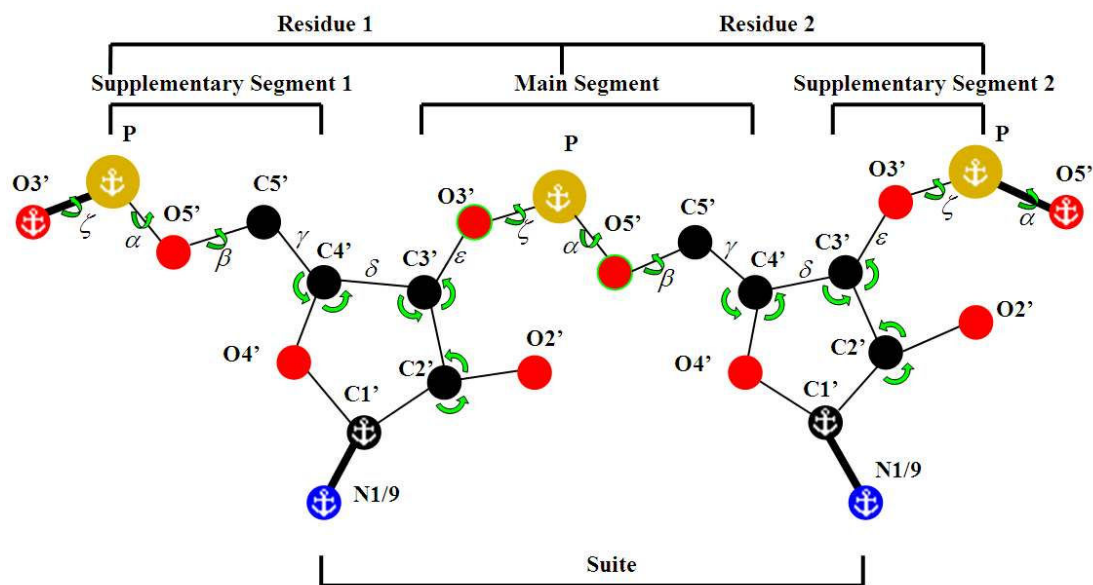 Residue 1 Residue 2
Supplementary Segment 1 Main Segment Supplementary Segment 2
P P P
O3’ O5’ C5’ O3’ O5’ C5’ O3’ O5’
ζ α β γ ζ α β γ ζ α
C4’ δ C3’ ε C4’ δ C3’ ε
O4’ C2’ O2’ O4’ C2’ O2’
C1’ C1’
N1/9 N1/9
Suite